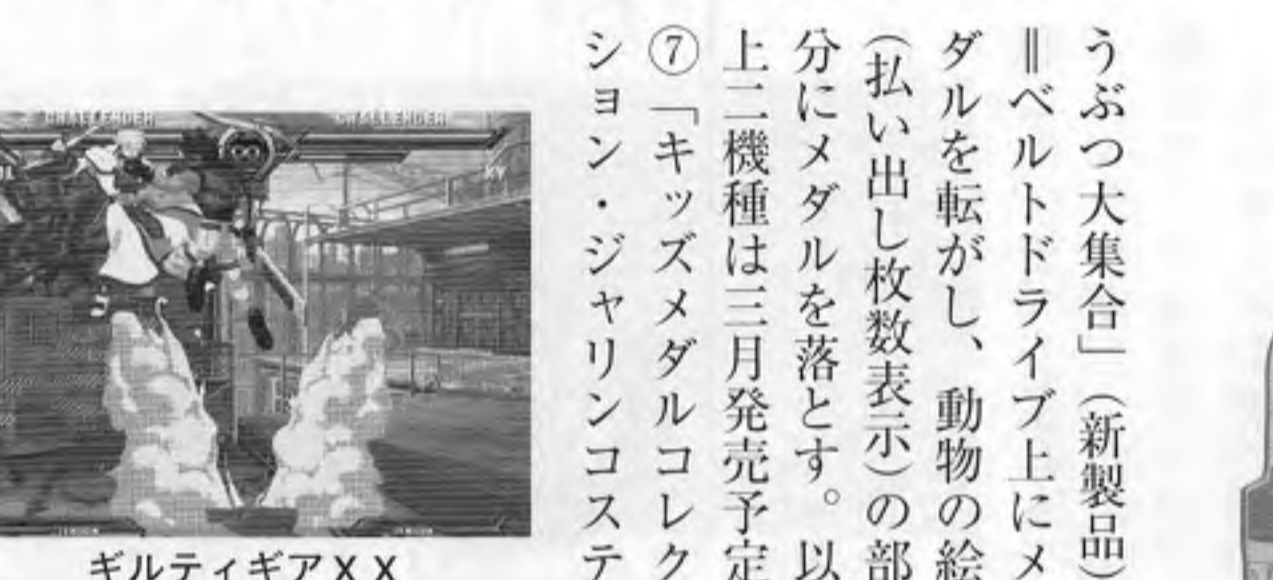 うぶつ大集合」（新製品）
＝ベルトドライブ上にメ
ダルを転がし、動物の絵
（払い出し枚数表示）の部
分にメダルを落とす。以
上二機種は三月発売予定
⑦「キッズメダルコレク
ション・ジャリンコステ
CHALLENGER
CHALLENGER
KY
ギルティギアＸＸ